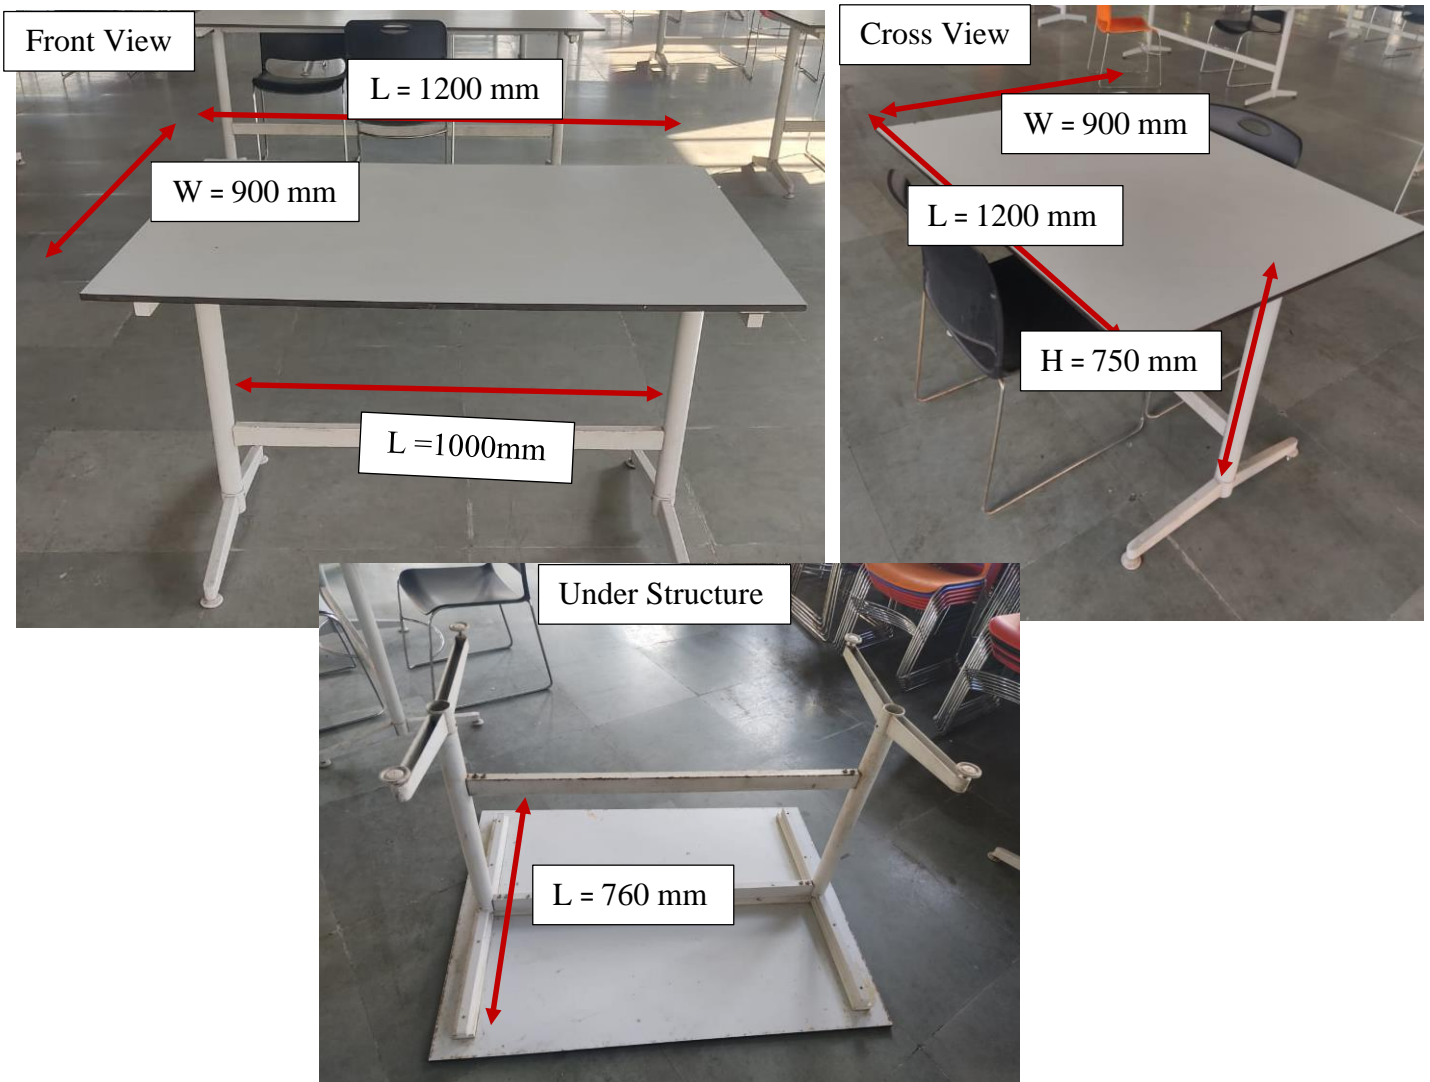 Front View
L = 1200 mm
W = 900 mm
L =1000mm
Cross View
W = 900 mm
L = 1200 mm
H = 750 mm
Under Structure
L = 760 mm